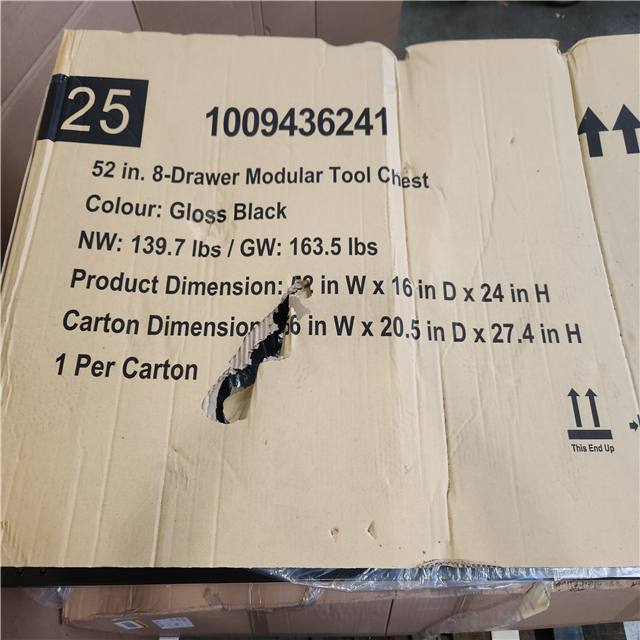 25
1009436241
52 in. 8-Drawer Modular Tool Chest
Colour: Gloss Black
NW: 139.7 lbs / GW: 163.5 lbs
Product Dimension: 52 in W x 16 in D x 24 in H
Carton Dimension 6 in W x 20.5 in D x 27.4 in H
1 Per Carton
This End Up